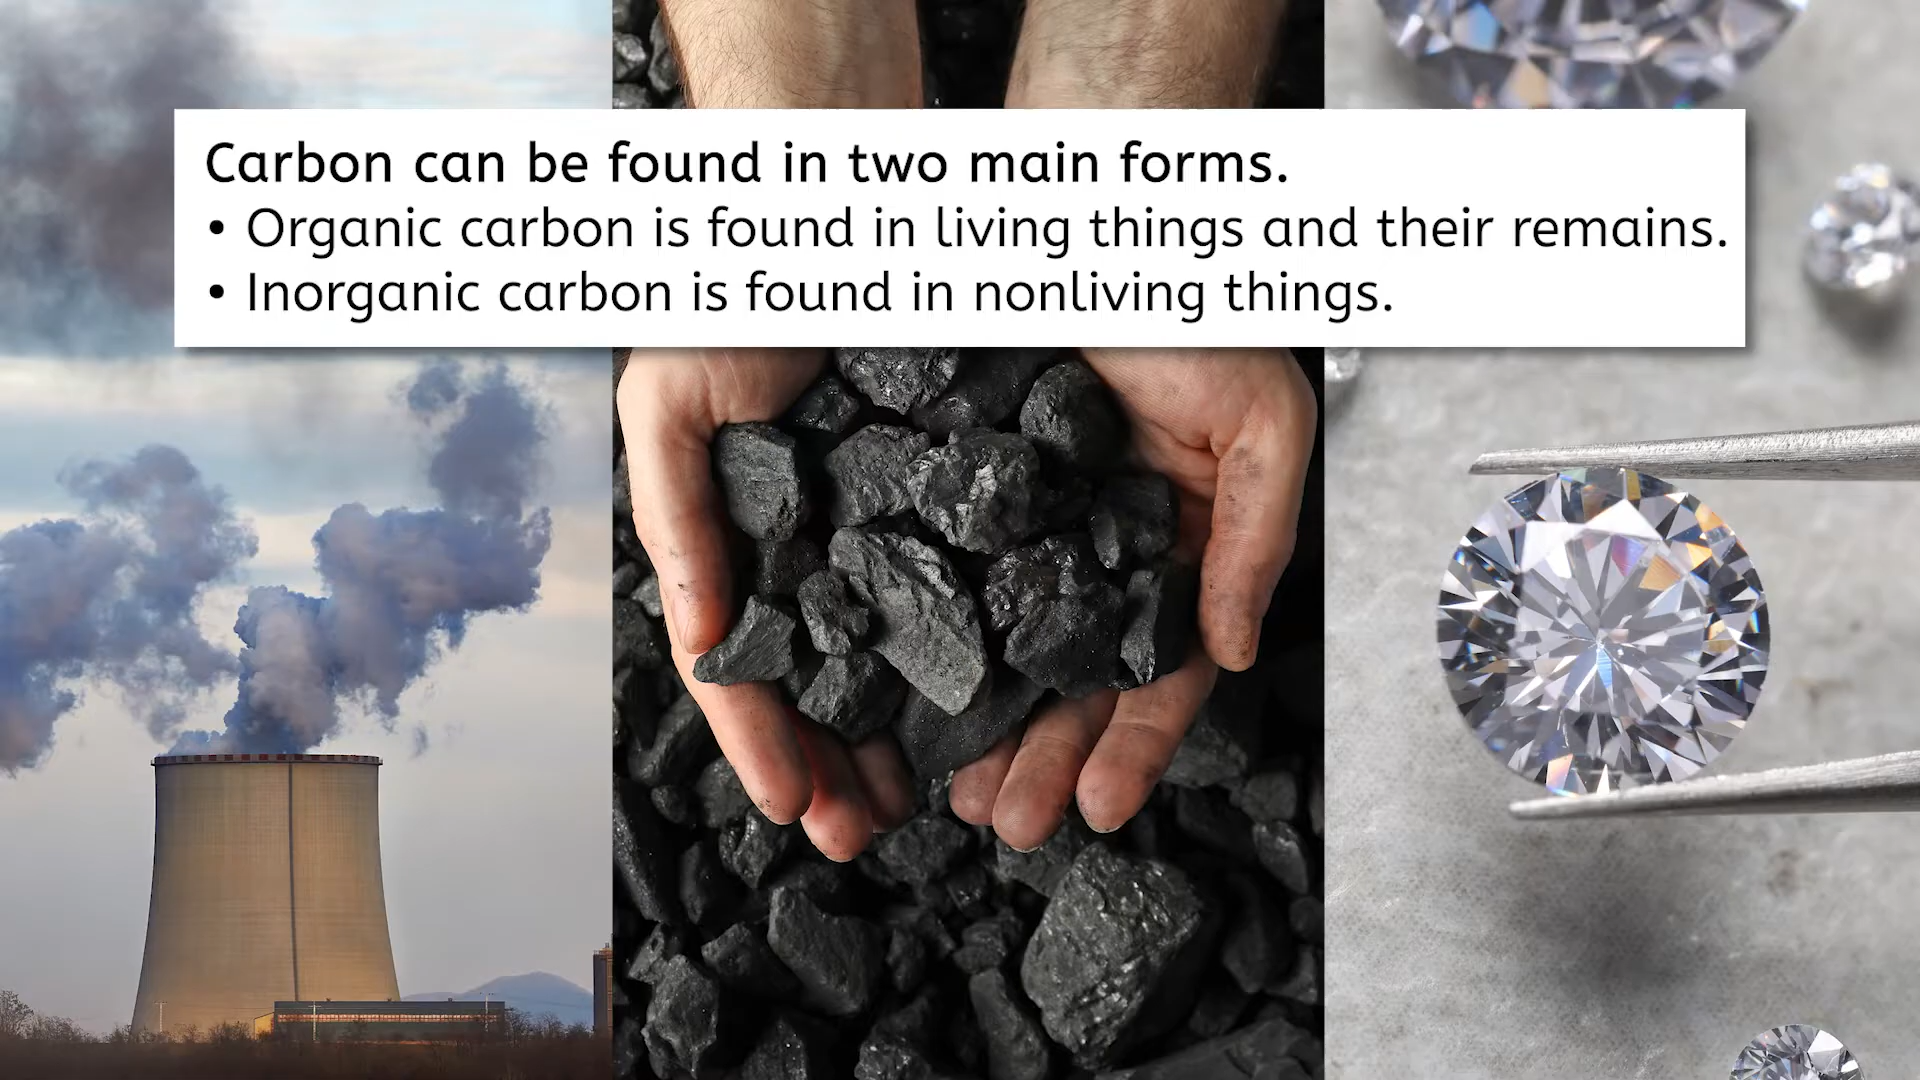 Carbon can be found in two main forms.
• Organic carbon is found in living things and their remains.
• Inorganic carbon is found in nonliving things.